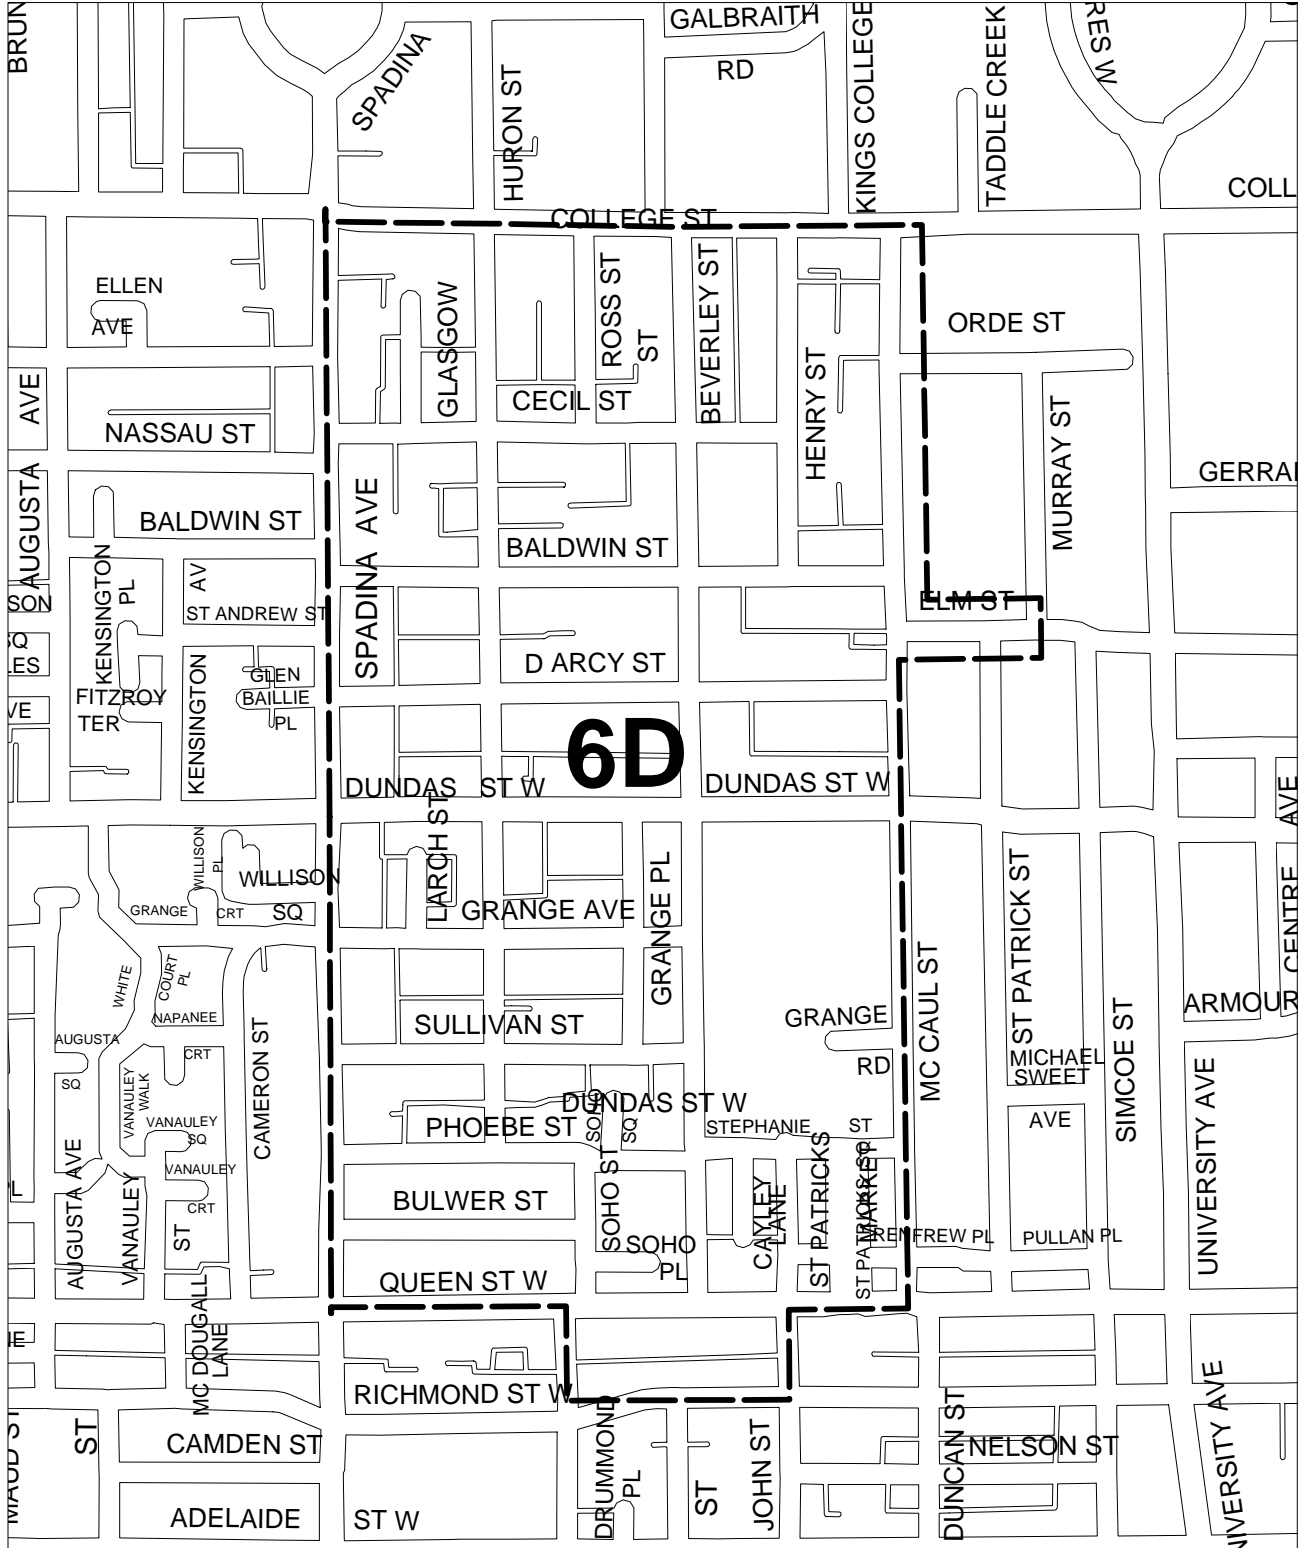 BRUN
SPADINA
HURON ST
GALBRAITH
RD
KINGS COLLEGE
TADDLE CREEK
RES W
COLL
COLLEGE ST
ELLEN
AVE
GLASGOW
ROSS ST
ST
BEVERLEY ST
HENRY ST
ORDE ST
AVE
NASSAU ST
CECIL ST
MURRAY ST
GERRA
AUGUSTA
BALDWIN ST
SPADINA AVE
BALDWIN ST
KENSINGTON
PL
AV
ST ANDREW ST
ELM ST
SON
SQ
LES
VE
FITZROY
TER
KENSINGTON
GLEN
BAILLIE
PL
D ARCY ST
6D
DUNDAS ST W
DUNDAS ST W
LARCH ST
AVE
CENTRE
WILLISON
PL
WILLISON
SQ
GRANGE
CRT
GRANGE AVE
GRANGE PL
ST PATRICK ST
MC CAUL ST
WHITE
COURT
PL
NAPANEE
CRT
SULLIVAN ST
GRANGE
RD
ARMOUR
AUGUSTA
SQ
VANAULEY
WALK
CAMERON ST
MICHAEL
SWEET
AVE
SIMCOE ST
UNIVERSITY AVE
DUNDAS ST W
PHOEBE ST
SOHO
SQ
STEPHANIE ST
VANAULEY
SQ
VANAULEY
CRT
PL
AUGUSTA AVE
VANAULEY
ST
BULWER ST
SOHO ST
SOHO
PL
CAYLEY
LANE
ST PATRICKS
ST PATRICKS SQ
MARKET
RENFREW PL
PULLAN PL
QUEEN ST W
MC DOUGALL
LANE
IE
RICHMOND ST W
MAUD ST
ST
CAMDEN ST
DRUMMOND
PL
ST
JOHN ST
DUNCAN ST
NELSON ST
UNIVERSITY AVE
ADELAIDE
ST W